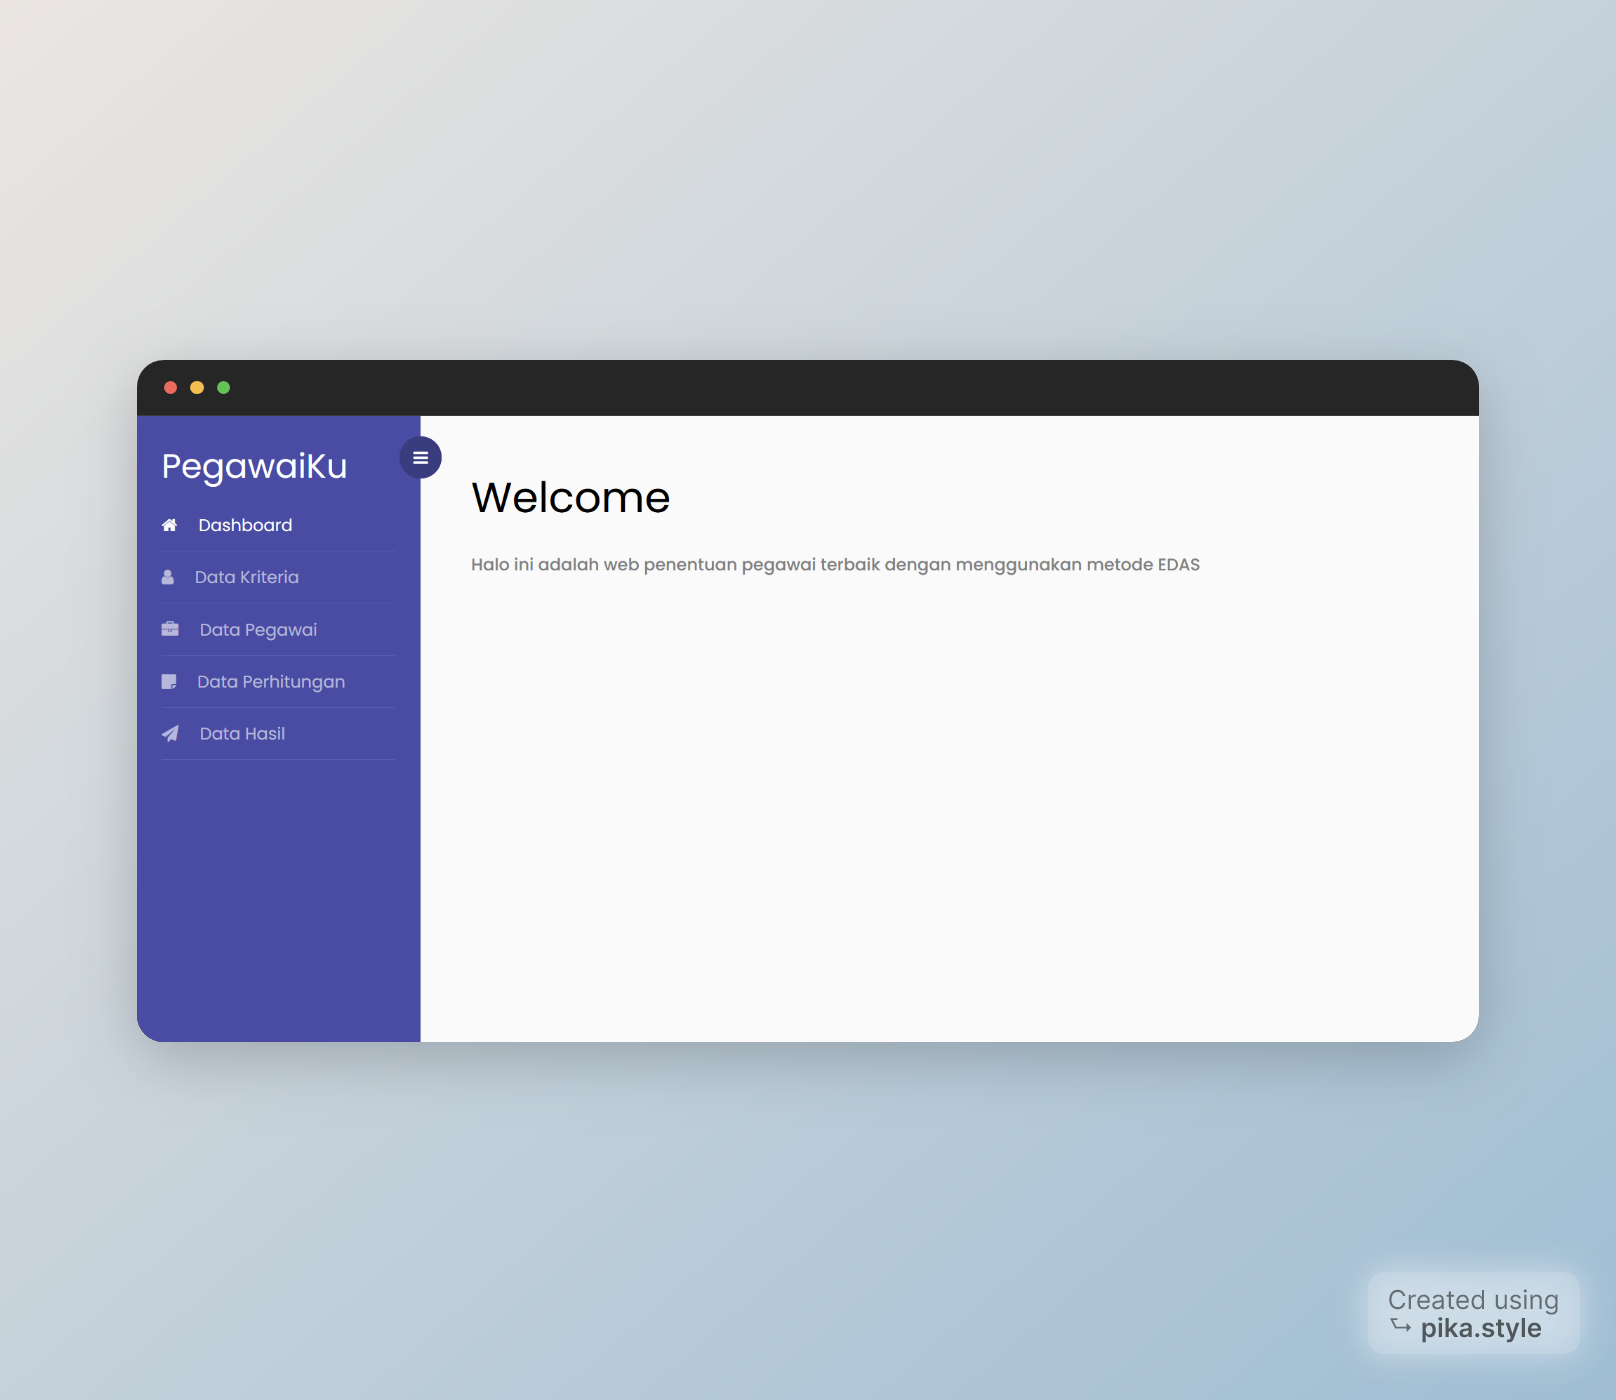 PegawaiKu
Dashboard
Data Kriteria
Data Pegawai
Data Perhitungan
Data Hasil
Welcome
Halo ini adalah web penentuan pegawai terbaik dengan menggunakan metode EDAS
Created using
pika.style